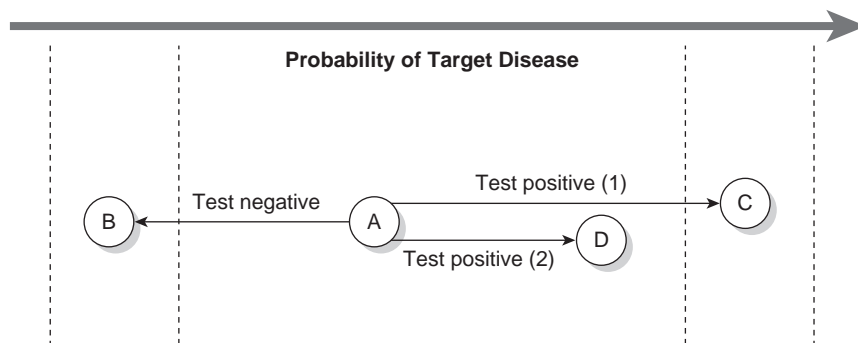 Probability of Target Disease
Test positive (1)
C
Test negative
B
A
D
Test positive (2)